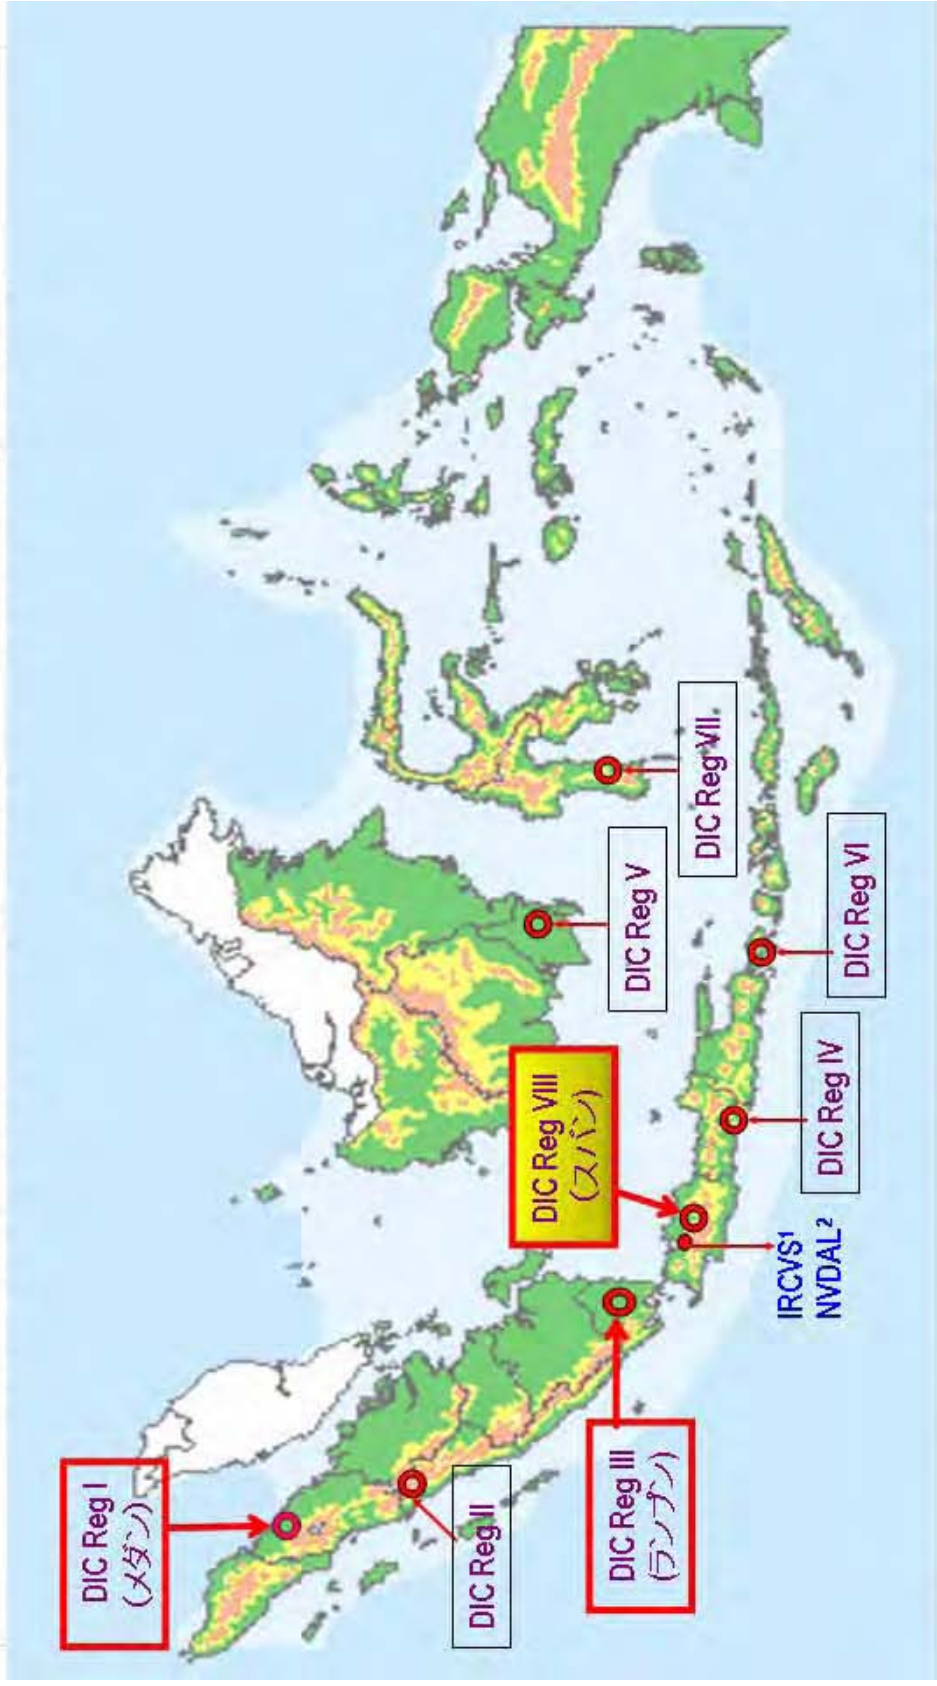 DIC Reg I
(メダン)
DIC Reg II
DIC Reg III
(ランプン)
DIC Reg VIII
(スバン)
IRCVS¹
NVDAL²
DIC Reg IV
DIC Reg V
DIC Reg VI
DIC Reg VII